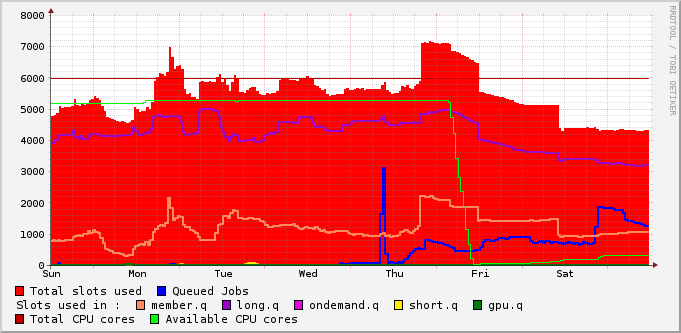 8000
7000
6000
5000
4000
3000
2000
1000
0
Sun Mon Tue Wed Thu Fri Sat
RRDTOOL / TOBI OETIKER
Total slots used Queued Jobs
Slots used in : member.q long.q ondemand.q short.q gpu.q
Total CPU cores Available CPU cores